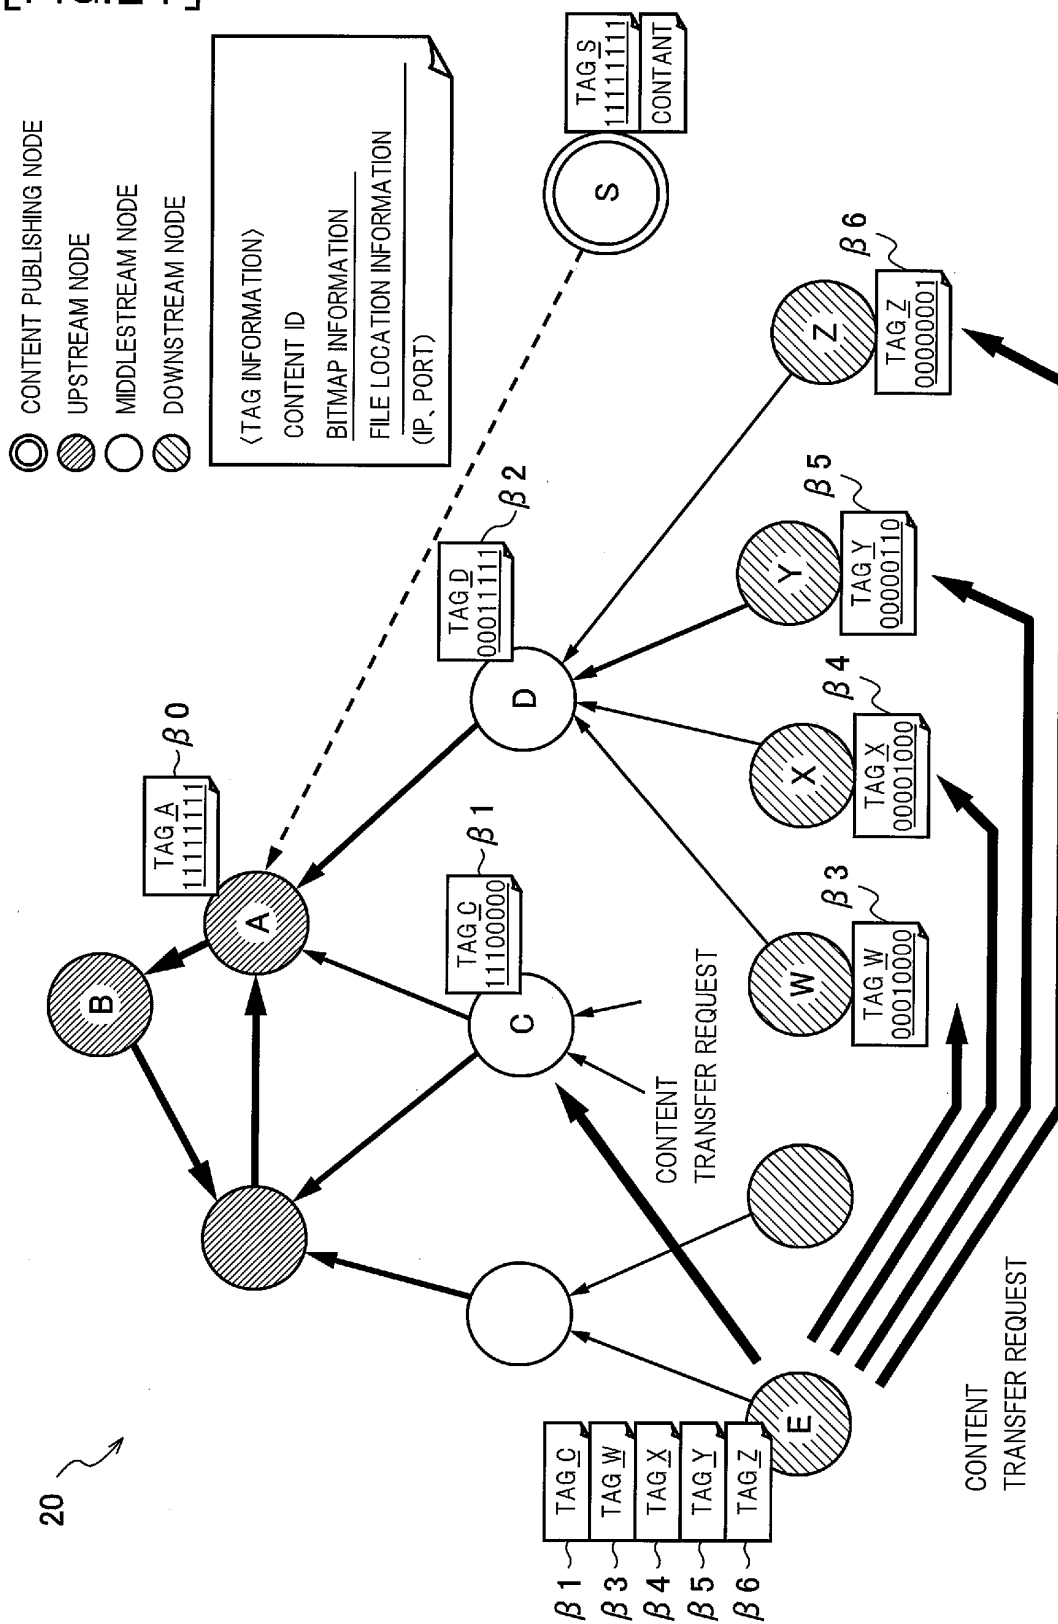 CONTENT PUBLISHING NODE
UPSTREAM NODE
MIDDLESTREAM NODE
DOWNSTREAM NODE
〈TAG INFORMATION〉
CONTENT ID
BITMAP INFORMATION
FILE LOCATION INFORMATION
(IP、PORT)
20
B
A
TAG A
11111111
β0
S
TAG S
11111111
CONTANT
C
TAG C
11100000
β1
D
TAG D
00011111
β2
CONTENT
TRANSFER REQUEST
E
β1
TAG C
β3
TAG W
β4
TAG X
β5
TAG Y
β6
TAG Z
W
TAG W
00010000
β3
X
TAG X
00001000
β4
Y
TAG Y
00000110
β5
Z
TAG Z
00000001
β6
CONTENT
TRANSFER REQUEST